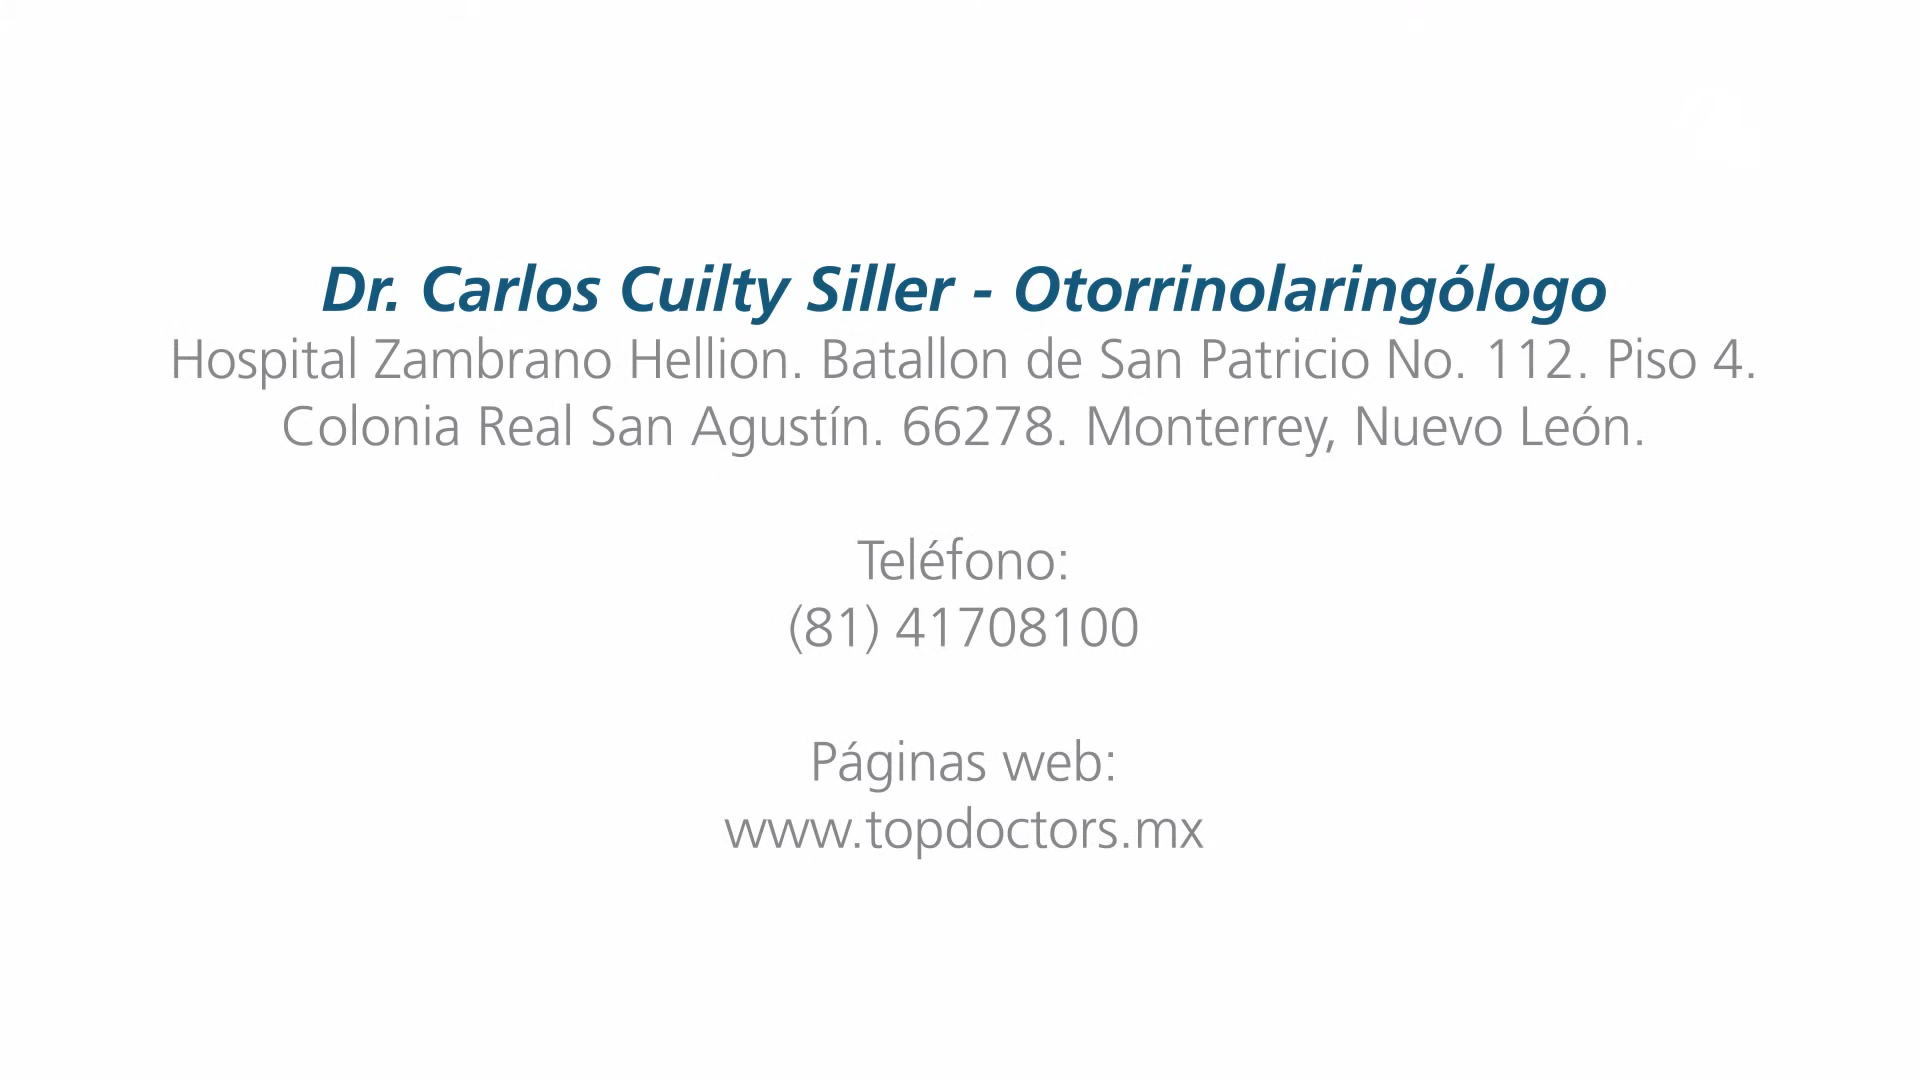 Dr. Carlos Cuilty Siller - Otorrinolaringólogo
Hospital Zambrano Hellion. Batallon de San Patricio No. 112. Piso 4.
Colonia Real San Agustín. 66278. Monterrey, Nuevo León.
Teléfono:
(81) 41708100
Páginas web:
www.topdoctors.mx